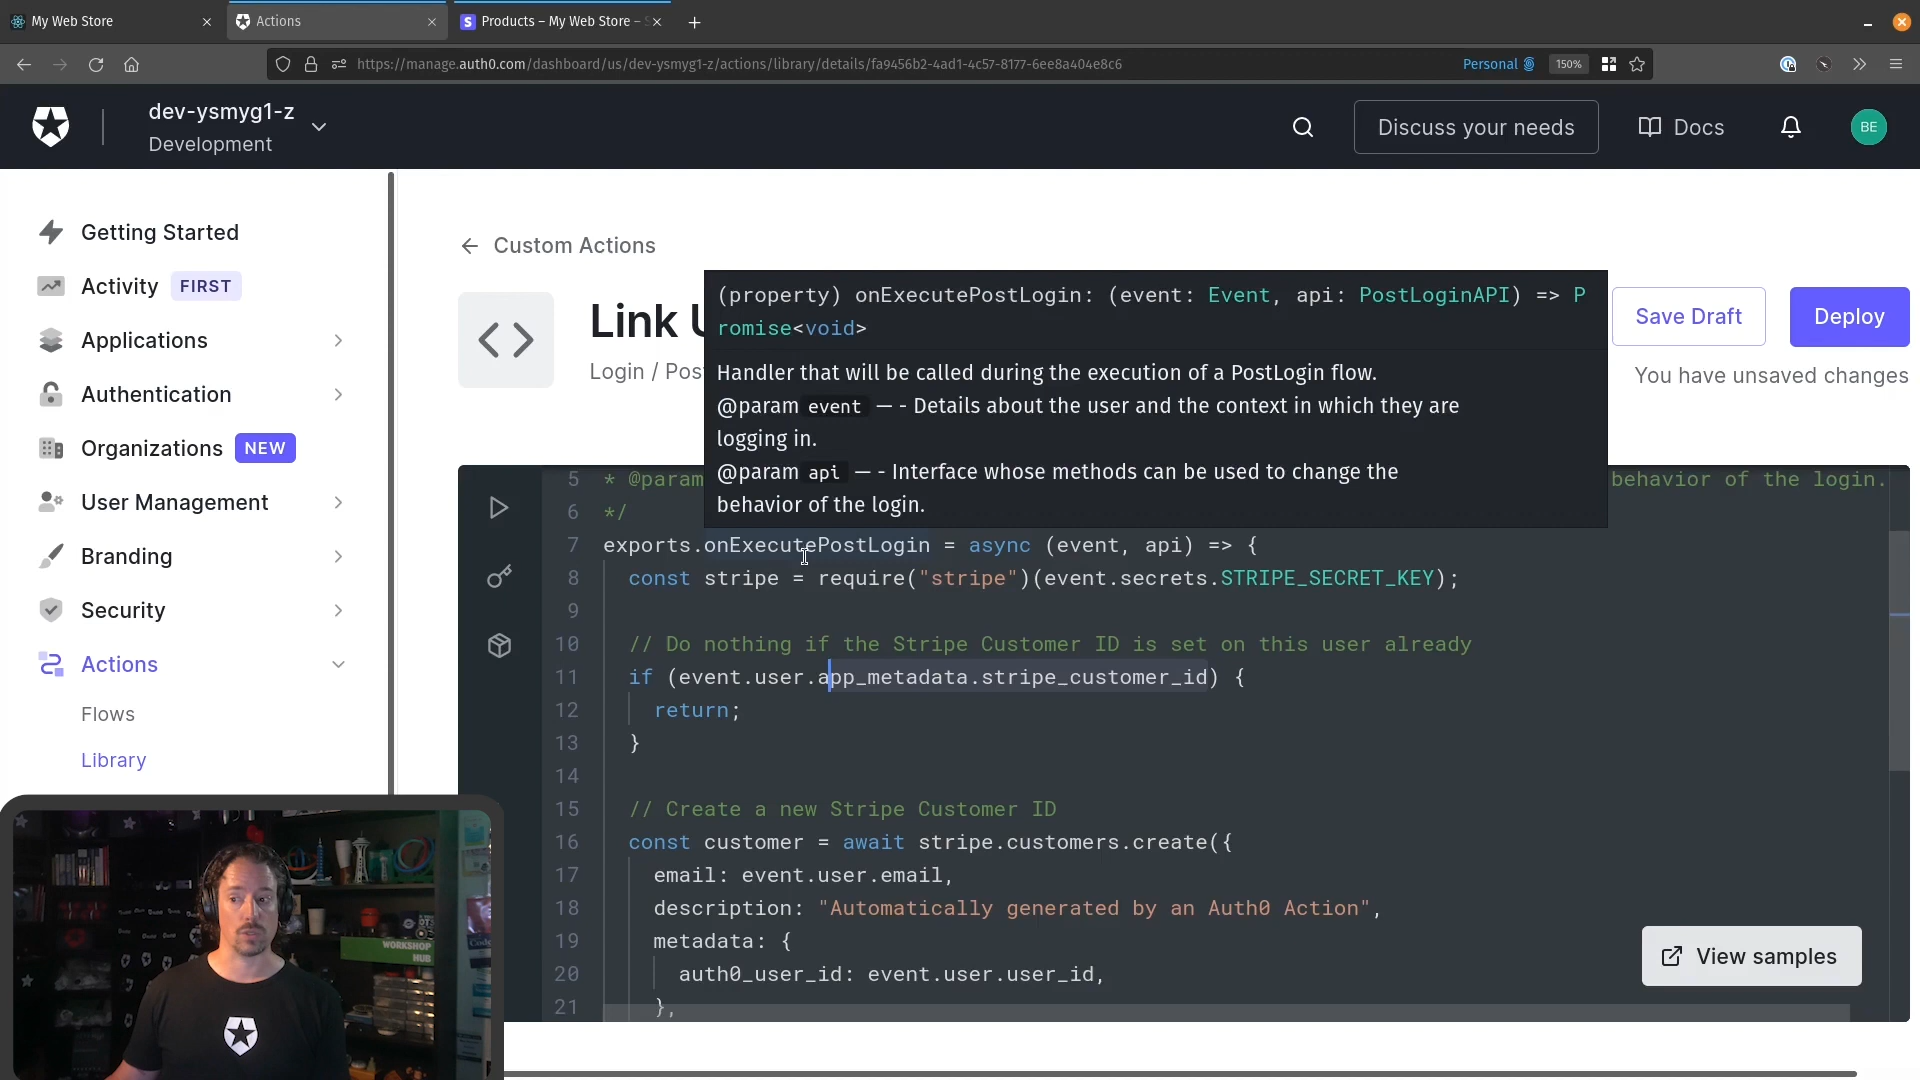 My Web Store
Actions
Products – My Web Store –
https://manage.auth0.com/dashboard/us/dev-ysmyg1-z/actions/library/details/fa9456b2-4ad1-4c57-8177-6ee8a404e8c6
Personal
150%
dev-ysmyg1-z
Development
Discuss your needs
Docs
BE
Getting Started
Activity FIRST
Applications
Authentication
Organizations NEW
User Management
Branding
Security
Actions
Flows
Library
Custom Actions
Link U
Login / Pos
Save Draft
Deploy
You have unsaved changes
(property) onExecutePostLogin: (event: Event, api: PostLoginAPI) => P
romise<void>
Handler that will be called during the execution of a PostLogin flow.
@param event — - Details about the user and the context in which they are
logging in.
@param api — - Interface whose methods can be used to change the
behavior of the login.
5 * @param behavior of the login.
6 */
7 exports.onExecutePostLogin = async (event, api) => {
8 const stripe = require("stripe")(event.secrets.STRIPE_SECRET_KEY);
9
10 // Do nothing if the Stripe Customer ID is set on this user already
11 if (event.user.app_metadata.stripe_customer_id) {
12 return;
13 }
14
15 // Create a new Stripe Customer ID
16 const customer = await stripe.customers.create({
17 email: event.user.email,
18 description: "Automatically generated by an Auth0 Action",
19 metadata: {
20 auth0_user_id: event.user.user_id,
21 },
View samples
WORKSHOP
HUB